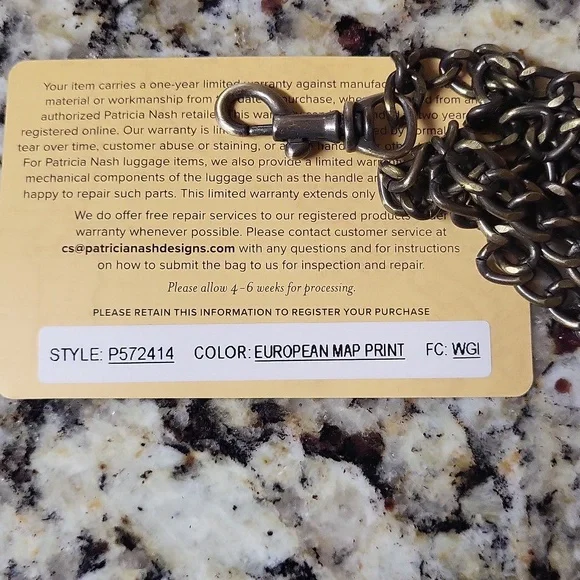 Your item carries a one-year limited warranty against
material or workmanship from date purchase,
authorized Patricia Nash This two year
registered online. Our warranty is by normal
tear over time, customer abuse or staining, or
For Patricia Nash luggage items, we also provide a limited
mechanical components of the luggage such as the handle
happy to repair such parts. This limited warranty extends only
We do offer free repair services to our registered products
warranty whenever possible. Please contact customer service at
cs@patricianashdesigns.com with any questions and for instructions
on how to submit the bag to us for inspection and repair.
Please allow 4-6 weeks for processing.
PLEASE RETAIN THIS INFORMATION TO REGISTER YOUR PURCHASE
STYLE: P572414 COLOR: EUROPEAN MAP PRINT FC: WGI